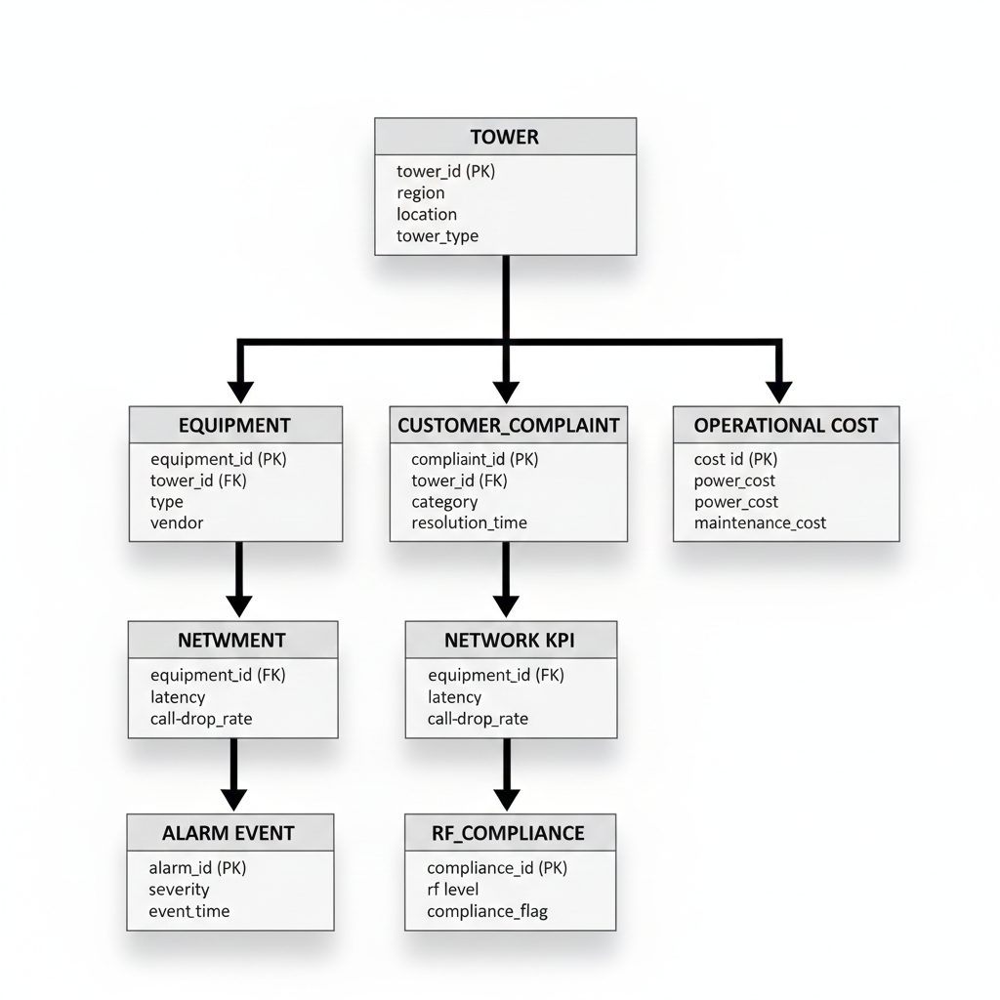 TOWER
tower_id (PK)
region
location
tower_type
EQUIPMENT
equipment_id (PK)
tower_id (FK)
type
vendor
CUSTOMER_COMPLAINT
compliaint_id (PK)
tower_id (FK)
category
resolution_time
OPERATIONAL COST
cost id (PK)
power_cost
power_cost
maintenance_cost
NETWMENT
equipment_id (FK)
latency
call-drop_rate
NETWORK KPI
equipment_id (FK)
latency
call-drop_rate
ALARM EVENT
alarm_id (PK)
severity
event_time
RF_COMPLIANCE
compliance_id (PK)
rf level
compliance_flag